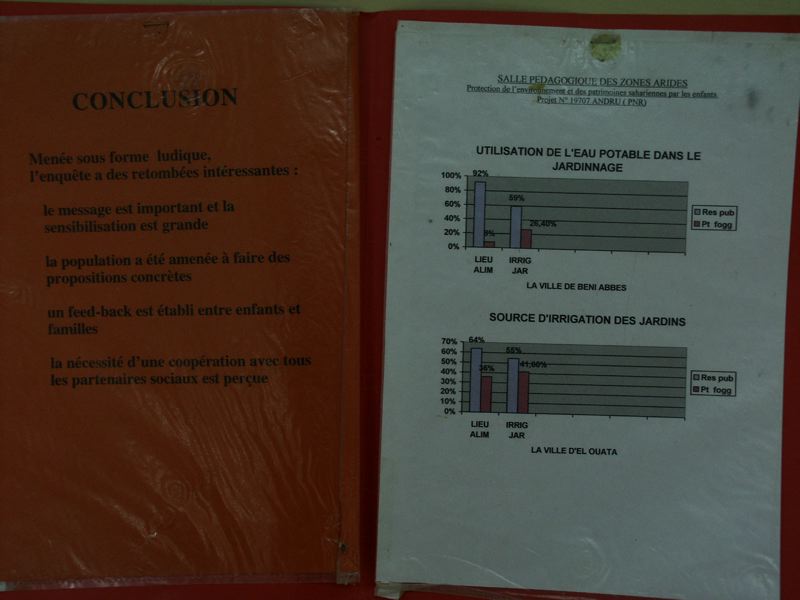 CONCLUSION
Menée sous forme ludique,
l'enquête a des retombées intéressantes :
le message est important et la
sensibilisation est grande
la population a été amenée à faire des
propositions concrètes
un feed-back est établi entre enfants et
familles
la nécessité d'une coopération avec tous
les partenaires sociaux est perçue
SALLE PEDAGOGIQUE DES ZONES ARIDES
Protection de l'environnement et des patrimoines sahariennes par les enfants
Projet N° 19707 ANDRU ( PNR)
UTILISATION DE L'EAU POTABLE DANS LE
JARDINNAGE
100%
80%
60%
40%
20%
0%
92%
59%
26,40%
LIEU
ALIM
IRRIG
JAR
Res pub
Pt fogg
LA VILLE DE BENI ABBES
SOURCE D'IRRIGATION DES JARDINS
70%
60%
50%
40%
30%
20%
10%
0%
64%
36%
55%
LIEU
ALIM
IRRIG
JAR
Res pub
Pt fogg
LA VILLE D'EL OUATA